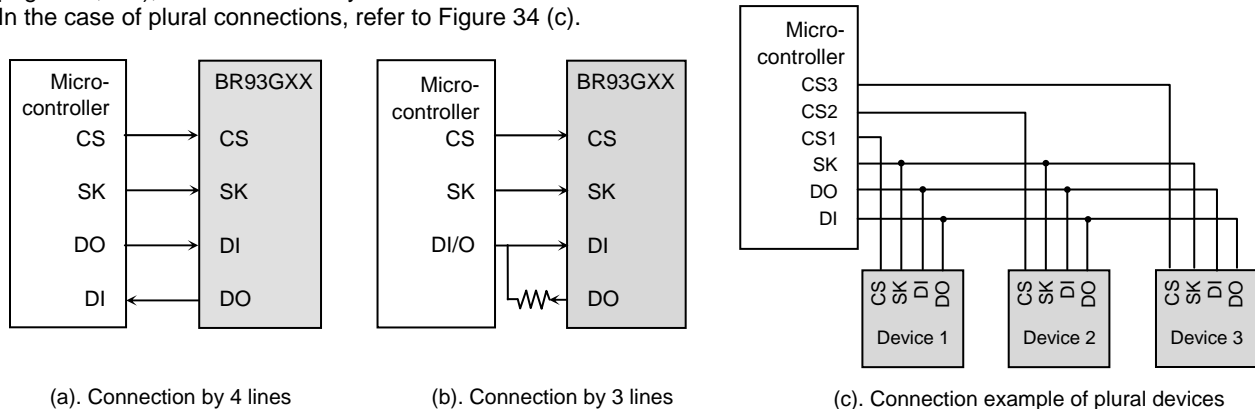 In the case of plural connections, refer to Figure 34 (c).
Micro-
controller
CS
SK
DO
DI
BR93GXX
CS
SK
DI
DO
(a). Connection by 4 lines
Micro-
controller
CS
SK
DI/O
BR93GXX
CS
SK
DI
DO
(b). Connection by 3 lines
Micro-
controller
CS3
CS2
CS1
SK
DO
DI
CS
SK
DI
DO
Device 1
CS
SK
DI
DO
Device 2
CS
SK
DI
DO
Device 3
(c). Connection example of plural devices